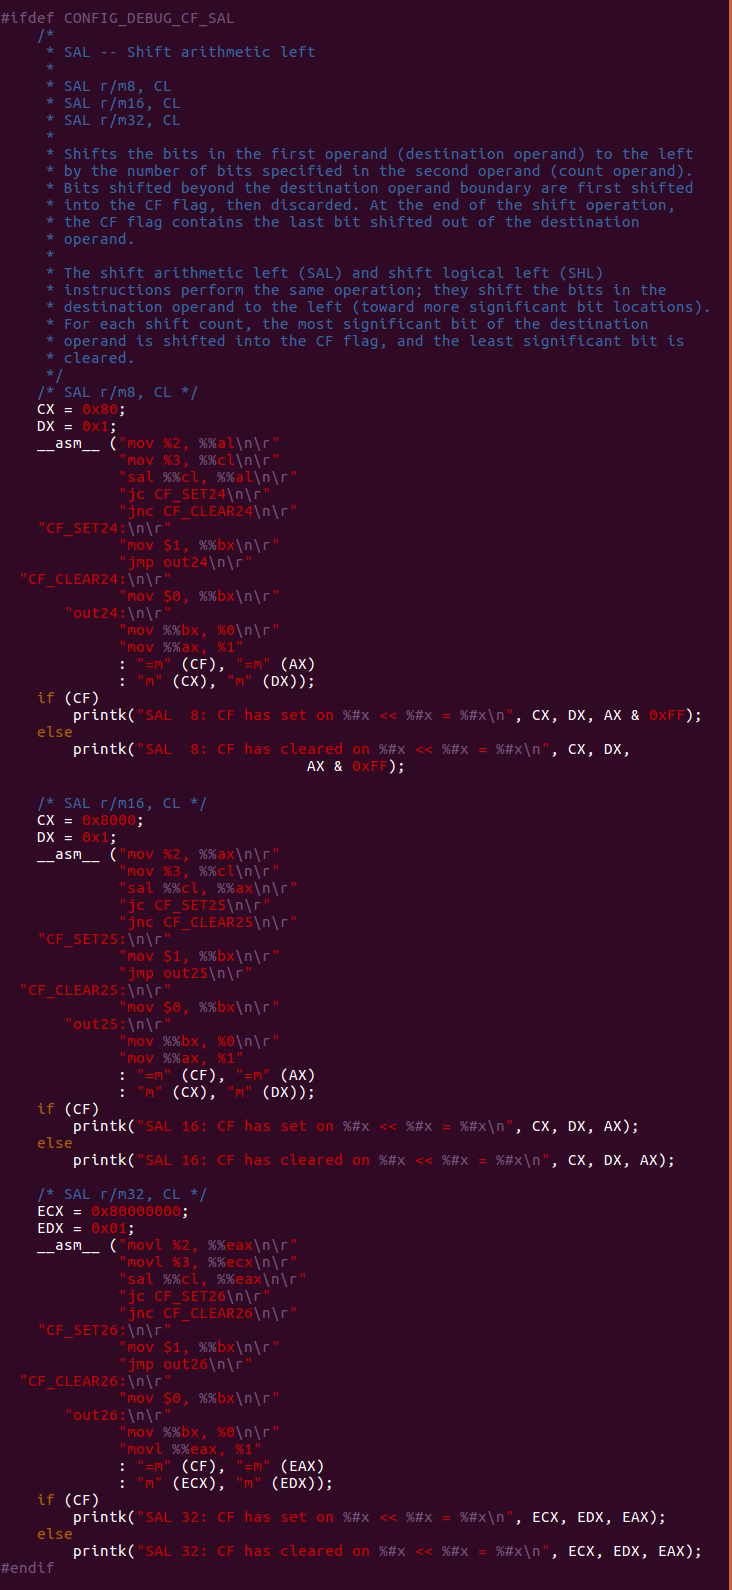 #ifdef CONFIG_DEBUG_CF_SAL
    /*
     * SAL -- Shift arithmetic left
     *
     * SAL r/m8, CL
     * SAL r/m16, CL
     * SAL r/m32, CL
     *
     * Shifts the bits in the first operand (destination operand) to the left
     * by the number of bits specified in the second operand (count operand).
     * Bits shifted beyond the destination operand boundary are first shifted
     * into the CF flag, then discarded. At the end of the shift operation,
     * the CF flag contains the last bit shifted out of the destination
     * operand.
     *
     * The shift arithmetic left (SAL) and shift logical left (SHL)
     * instructions perform the same operation; they shift the bits in the
     * destination operand to the left (toward more significant bit locations).
     * For each shift count, the most significant bit of the destination
     * operand is shifted into the CF flag, and the least significant bit is
     * cleared.
     */
    /* SAL r/m8, CL */
    CX = 0x80;
    DX = 0x1;
    __asm__ ("mov %2, %%al\n\r"
             "mov %3, %%cl\n\r"
             "sal %%cl, %%al\n\r"
             "jc CF_SET24\n\r"
             "jnc CF_CLEAR24\n\r"
    "CF_SET24:\n\r"
             "mov $1, %%bx\n\r"
             "jmp out24\n\r"
  "CF_CLEAR24:\n\r"
             "mov $0, %%bx\n\r"
       "out24:\n\r"
             "mov %%bx, %0\n\r"
             "mov %%ax, %1"
             : "=m" (CF), "=m" (AX)
             : "m" (CX), "m" (DX));
    if (CF)
        printk("SAL  8: CF has set on %#x << %#x = %#x\n", CX, DX, AX & 0xFF);
    else
        printk("SAL  8: CF has cleared on %#x << %#x = %#x\n", CX, DX,
                                  AX & 0xFF);

    /* SAL r/m16, CL */
    CX = 0x8000;
    DX = 0x1;
    __asm__ ("mov %2, %%ax\n\r"
             "mov %3, %%cl\n\r"
             "sal %%cl, %%ax\n\r"
             "jc CF_SET25\n\r"
             "jnc CF_CLEAR25\n\r"
    "CF_SET25:\n\r"
             "mov $1, %%bx\n\r"
             "jmp out25\n\r"
  "CF_CLEAR25:\n\r"
             "mov $0, %%bx\n\r"
       "out25:\n\r"
             "mov %%bx, %0\n\r"
             "mov %%ax, %1"
             : "=m" (CF), "=m" (AX)
             : "m" (CX), "m" (DX));
    if (CF)
        printk("SAL 16: CF has set on %#x << %#x = %#x\n", CX, DX, AX);
    else
        printk("SAL 16: CF has cleared on %#x << %#x = %#x\n", CX, DX, AX);

    /* SAL r/m32, CL */
    ECX = 0x80000000;
    EDX = 0x01;
    __asm__ ("movl %2, %%eax\n\r"
             "movl %3, %%ecx\n\r"
             "sal %%cl, %%eax\n\r"
             "jc CF_SET26\n\r"
             "jnc CF_CLEAR26\n\r"
    "CF_SET26:\n\r"
             "mov $1, %%bx\n\r"
             "jmp out26\n\r"
  "CF_CLEAR26:\n\r"
             "mov $0, %%bx\n\r"
       "out26:\n\r"
             "mov %%bx, %0\n\r"
             "movl %%eax, %1"
             : "=m" (CF), "=m" (EAX)
             : "m" (ECX), "m" (EDX));
    if (CF)
        printk("SAL 32: CF has set on %#x << %#x = %#x\n", ECX, EDX, EAX);
    else
        printk("SAL 32: CF has cleared on %#x << %#x = %#x\n", ECX, EDX, EAX);
#endif